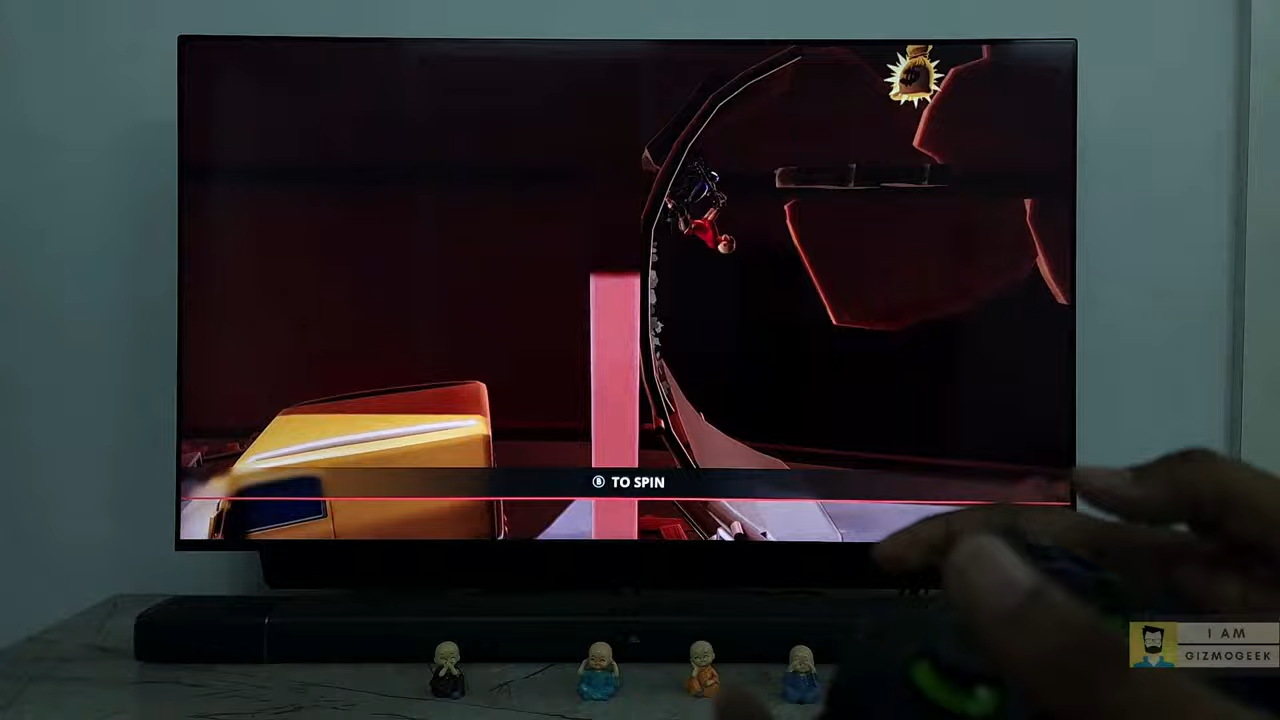 $
Ⓑ TO SPIN
I AM
GIZMOGEEK